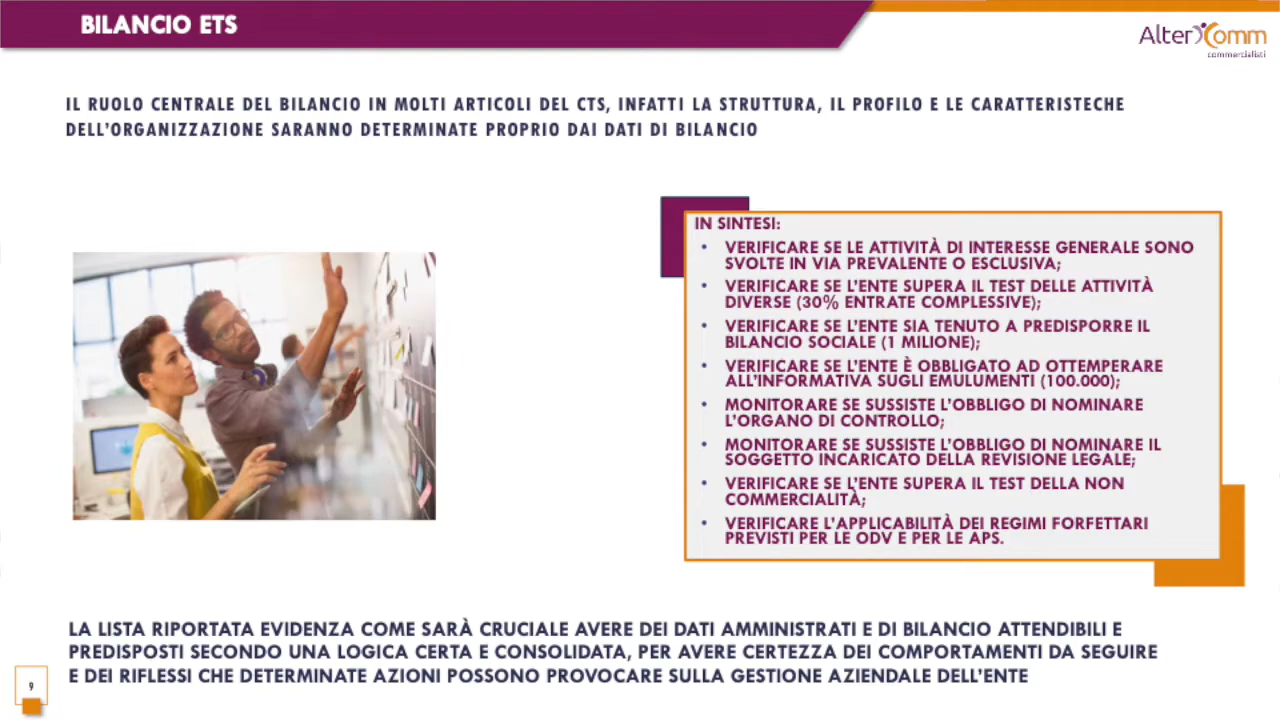 BILANCIO ETS
AlterComm
commercialisti
IL RUOLO CENTRALE DEL BILANCIO IN MOLTI ARTICOLI DEL CTS, INFATTI LA STRUTTURA, IL PROFILO E LE CARATTERISTECHE
DELL'ORGANIZZAZIONE SARANNO DETERMINATE PROPRIO DAI DATI DI BILANCIO
IN SINTESI:
• VERIFICARE SE LE ATTIVITÀ DI INTERESSE GENERALE SONO
SVOLTE IN VIA PREVALENTE O ESCLUSIVA;
• VERIFICARE SE L'ENTE SUPERA IL TEST DELLE ATTIVITÀ
DIVERSE (30% ENTRATE COMPLESSIVE);
• VERIFICARE SE L'ENTE SIA TENUTO A PREDISPORRE IL
BILANCIO SOCIALE (1 MILIONE);
• VERIFICARE SE L'ENTE È OBBLIGATO AD OTTEMPERARE
ALL'INFORMATIVA SUGLI EMULUMENTI (100.000);
• MONITORARE SE SUSSISTE L'OBBLIGO DI NOMINARE
L'ORGANO DI CONTROLLO;
• MONITORARE SE SUSSISTE L'OBBLIGO DI NOMINARE IL
SOGGETTO INCARICATO DELLA REVISIONE LEGALE;
• VERIFICARE SE L'ENTE SUPERA IL TEST DELLA NON
COMMERCIALITÀ;
• VERIFICARE L'APPLICABILITÀ DEI REGIMI FORFETTARI
PREVISTI PER LE ODV E PER LE APS.
LA LISTA RIPORTATA EVIDENZA COME SARÀ CRUCIALE AVERE DEI DATI AMMINISTRATI E DI BILANCIO ATTENDIBILI E
PREDISPOSTI SECONDO UNA LOGICA CERTA E CONSOLIDATA, PER AVERE CERTEZZA DEI COMPORTAMENTI DA SEGUIRE
E DEI RIFLESSI CHE DETERMINATE AZIONI POSSONO PROVOCARE SULLA GESTIONE AZIENDALE DELL'ENTE
9